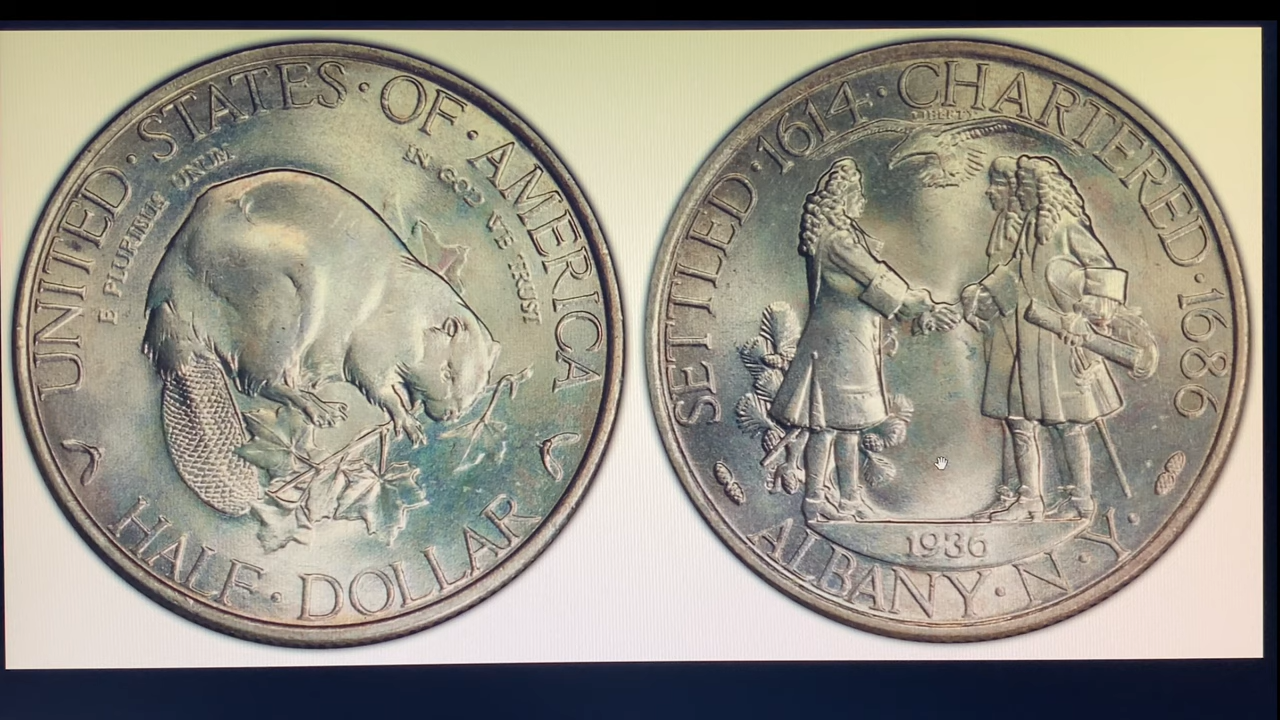 UNITED · STATES · OF · AMERICA
E PLURIBUS UNUM
IN GOD WE TRUST
HALF · DOLLAR
SETTLED · 1614 · CHARTERED · 1686
LIBERTY
1936
ALBANY · N · Y ·